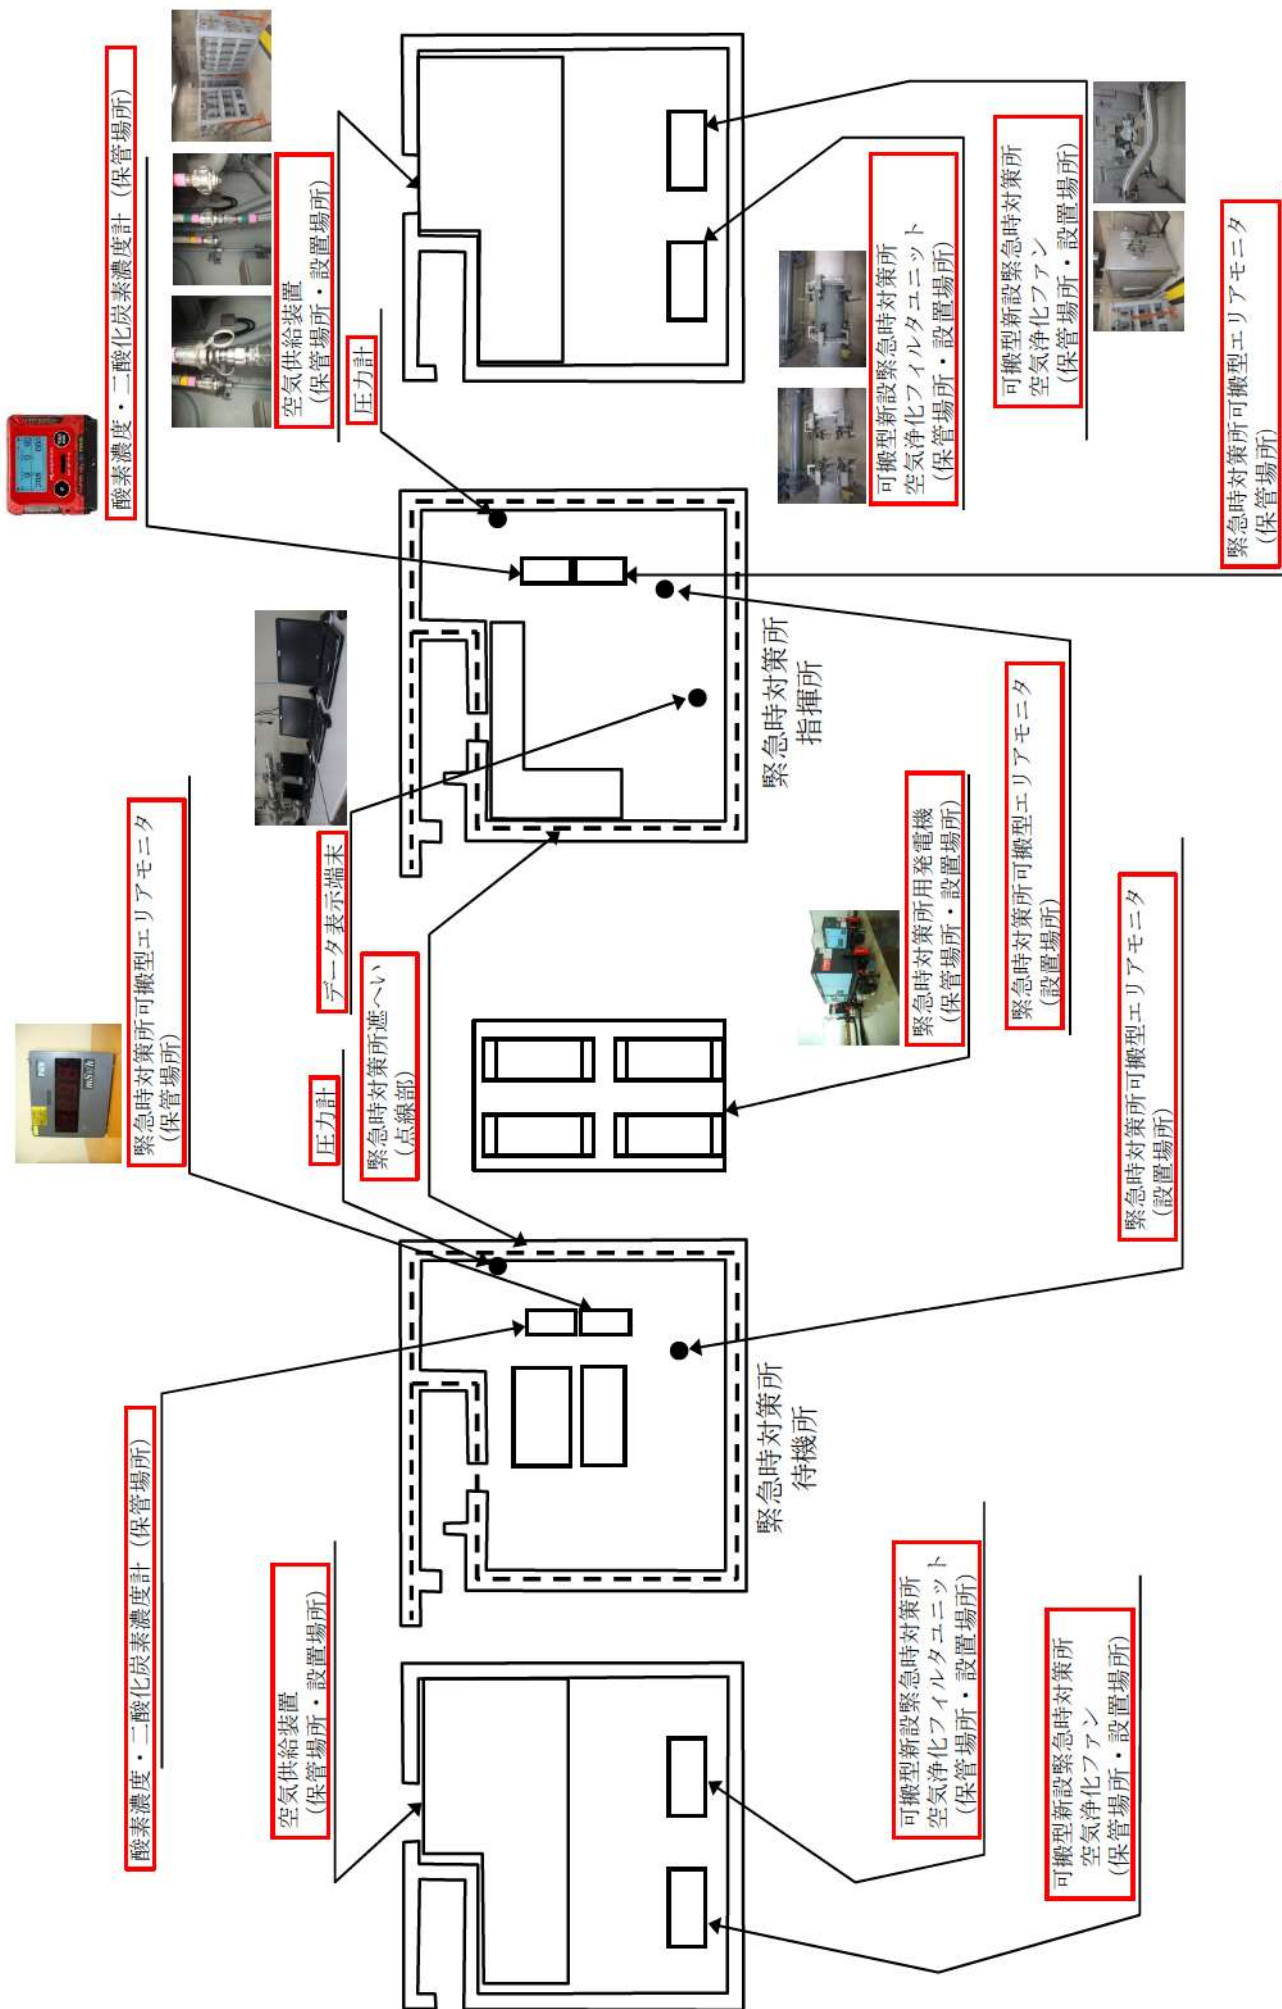 酸素濃度・二酸化炭素濃度計（保管場所）
緊急時対策所可搬型エリアモニタ
（保管場所）
酸素濃度・二酸化炭素濃度計（保管場所）
空気供給装置
（保管場所・設置場所）
圧力計
データ表示端末
空気供給装置
（保管場所・設置場所）
緊急時対策所遮へい
（点線部）
圧力計
緊急時対策所
待機所
緊急時対策所
指揮所
可搬型新設緊急時対策所
空気浄化フィルタユニット
（保管場所・設置場所）
緊急時対策所用発電機
（保管場所・設置場所）
可搬型新設緊急時対策所
空気浄化フィルタユニット
（保管場所・設置場所）
可搬型新設緊急時対策所
空気浄化ファン
（保管場所・設置場所）
緊急時対策所可搬型エリアモニタ
（設置場所）
可搬型新設緊急時対策所
空気浄化ファン
（保管場所・設置場所）
緊急時対策所可搬型エリアモニタ
（設置場所）
緊急時対策所可搬型エリアモニタ
（保管場所）